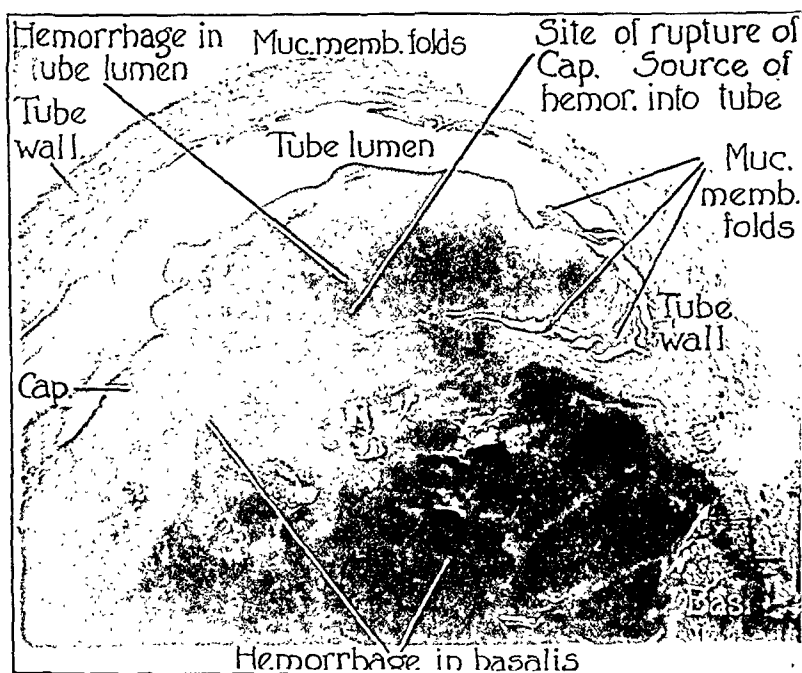 Hemorrhage in
tube lumen
Muc. memb. folds
Site of rupture of
Cap. Source of
hemor. into tube
Tube
wall.
Tube lumen
Muc.
memb.
folds
Tube
wall
Cap.
Bas.
Hemorrhage in basalis